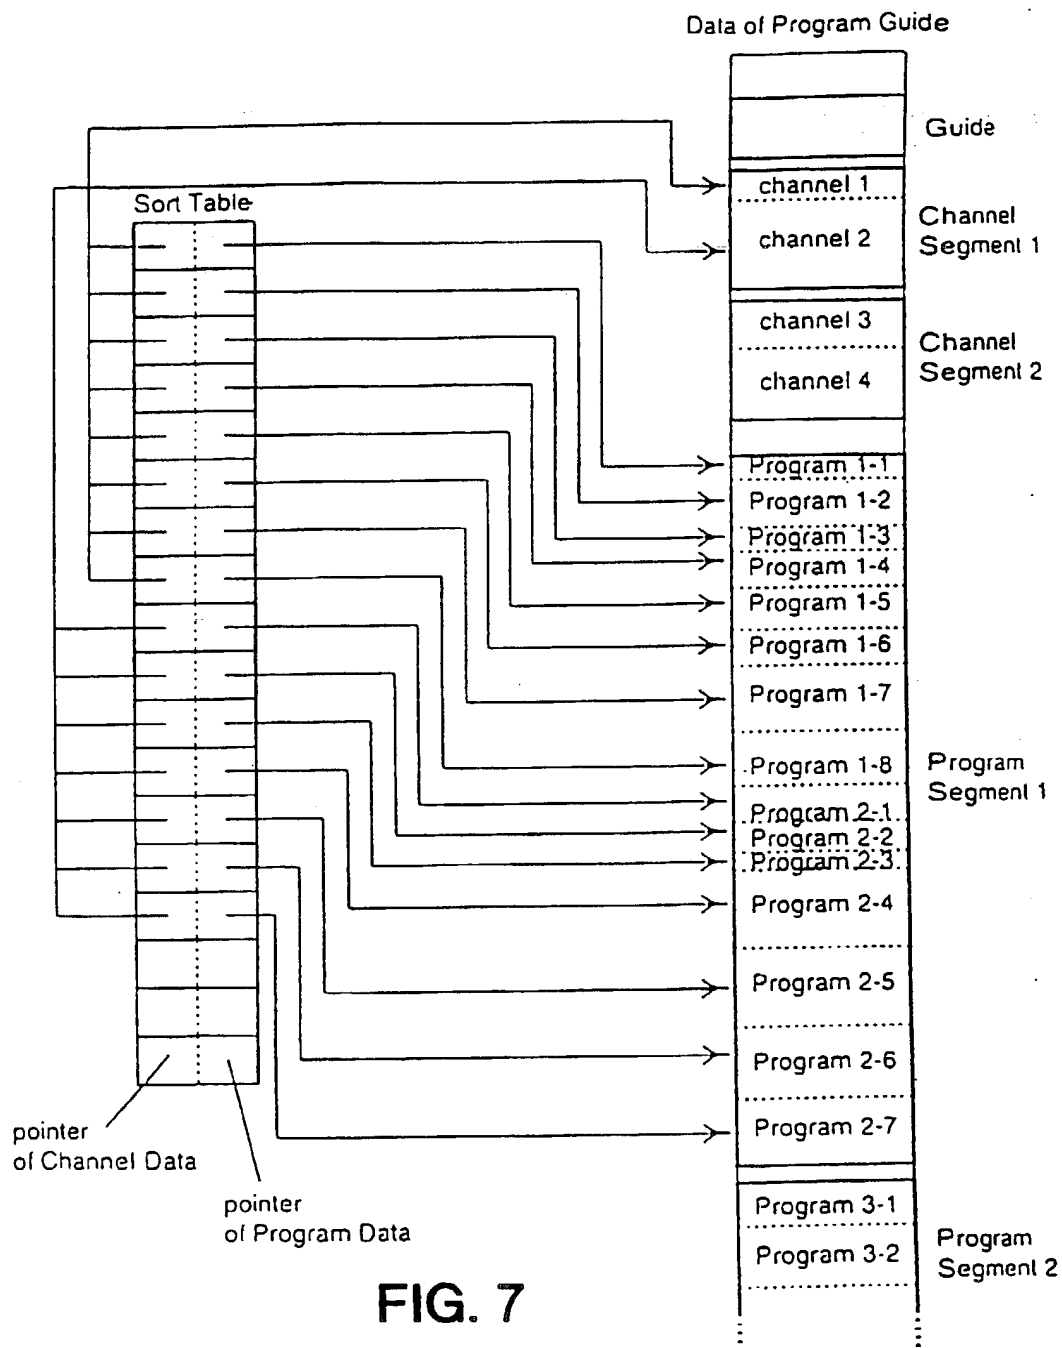 Data of Program Guide
Guide
Sort Table
channel 1
channel 2
Channel
Segment 1
channel 3
channel 4
Channel
Segment 2
Program 1-1
Program 1-2
Program 1-3
Program 1-4
Program 1-5
Program 1-6
Program 1-7
Program 1-8
Program 2-1
Program 2-2
Program 2-3
Program 2-4
Program 2-5
Program 2-6
Program 2-7
Program
Segment 1
pointer
of Channel Data
pointer
of Program Data
Program 3-1
Program 3-2
Program
Segment 2
FIG. 7